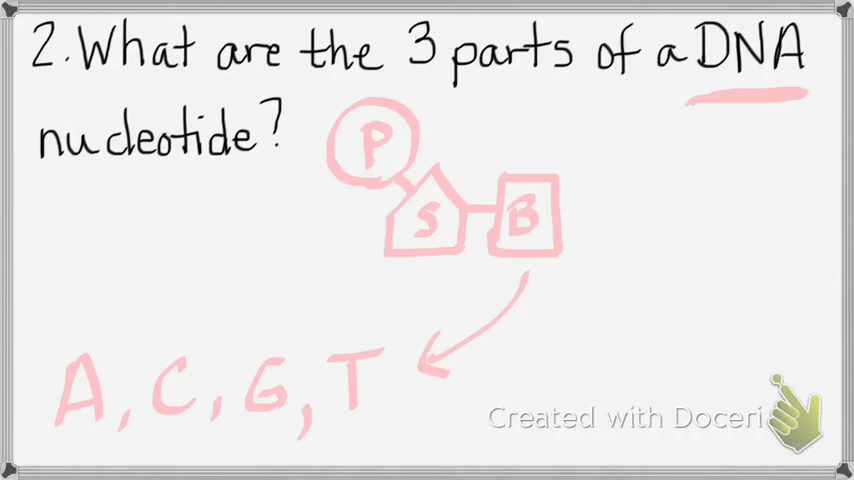 2. What are the 3 parts of a DNA
nucleotide?
P
S
B
A, C, G, T
Created with Doceri